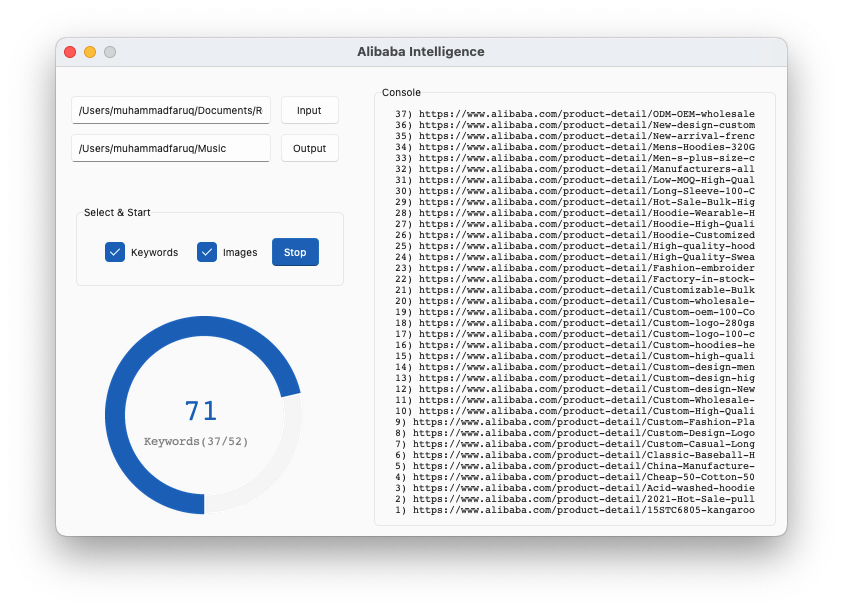 Alibaba Intelligence
/Users/muhammadfaruq/Documents/R
Input
/Users/muhammadfaruq/Music
Output
Select & Start
Keywords
Images
Stop
71
Keywords(37/52)
Console
37) https://www.alibaba.com/product-detail/ODM-OEM-wholesale
36) https://www.alibaba.com/product-detail/New-design-custom
35) https://www.alibaba.com/product-detail/New-arrival-frenc
34) https://www.alibaba.com/product-detail/Mens-Hoodies-320G
33) https://www.alibaba.com/product-detail/Men-s-plus-size-c
32) https://www.alibaba.com/product-detail/Manufacturers-all
31) https://www.alibaba.com/product-detail/Low-MOQ-High-Qual
30) https://www.alibaba.com/product-detail/Long-Sleeve-100-C
29) https://www.alibaba.com/product-detail/Hot-Sale-Bulk-Hig
28) https://www.alibaba.com/product-detail/Hoodie-Wearable-H
27) https://www.alibaba.com/product-detail/Hoodie-High-Quali
26) https://www.alibaba.com/product-detail/Hoodie-Customized
25) https://www.alibaba.com/product-detail/High-quality-hood
24) https://www.alibaba.com/product-detail/High-Quality-Swea
23) https://www.alibaba.com/product-detail/Fashion-embroider
22) https://www.alibaba.com/product-detail/Factory-in-stock-
21) https://www.alibaba.com/product-detail/Customizable-Bulk
20) https://www.alibaba.com/product-detail/Custom-wholesale-
19) https://www.alibaba.com/product-detail/Custom-oem-100-Co
18) https://www.alibaba.com/product-detail/Custom-logo-280gs
17) https://www.alibaba.com/product-detail/Custom-logo-100-c
16) https://www.alibaba.com/product-detail/Custom-hoodies-he
15) https://www.alibaba.com/product-detail/Custom-high-quali
14) https://www.alibaba.com/product-detail/Custom-design-men
13) https://www.alibaba.com/product-detail/Custom-design-hig
12) https://www.alibaba.com/product-detail/Custom-design-New
11) https://www.alibaba.com/product-detail/Custom-Wholesale-
10) https://www.alibaba.com/product-detail/Custom-High-Quali
9) https://www.alibaba.com/product-detail/Custom-Fashion-Pla
8) https://www.alibaba.com/product-detail/Custom-Design-Logo
7) https://www.alibaba.com/product-detail/Custom-Casual-Long
6) https://www.alibaba.com/product-detail/Classic-Baseball-H
5) https://www.alibaba.com/product-detail/China-Manufacture-
4) https://www.alibaba.com/product-detail/Cheap-50-Cotton-50
3) https://www.alibaba.com/product-detail/Acid-washed-hoodie
2) https://www.alibaba.com/product-detail/2021-Hot-Sale-pull
1) https://www.alibaba.com/product-detail/15STC6805-kangaroo